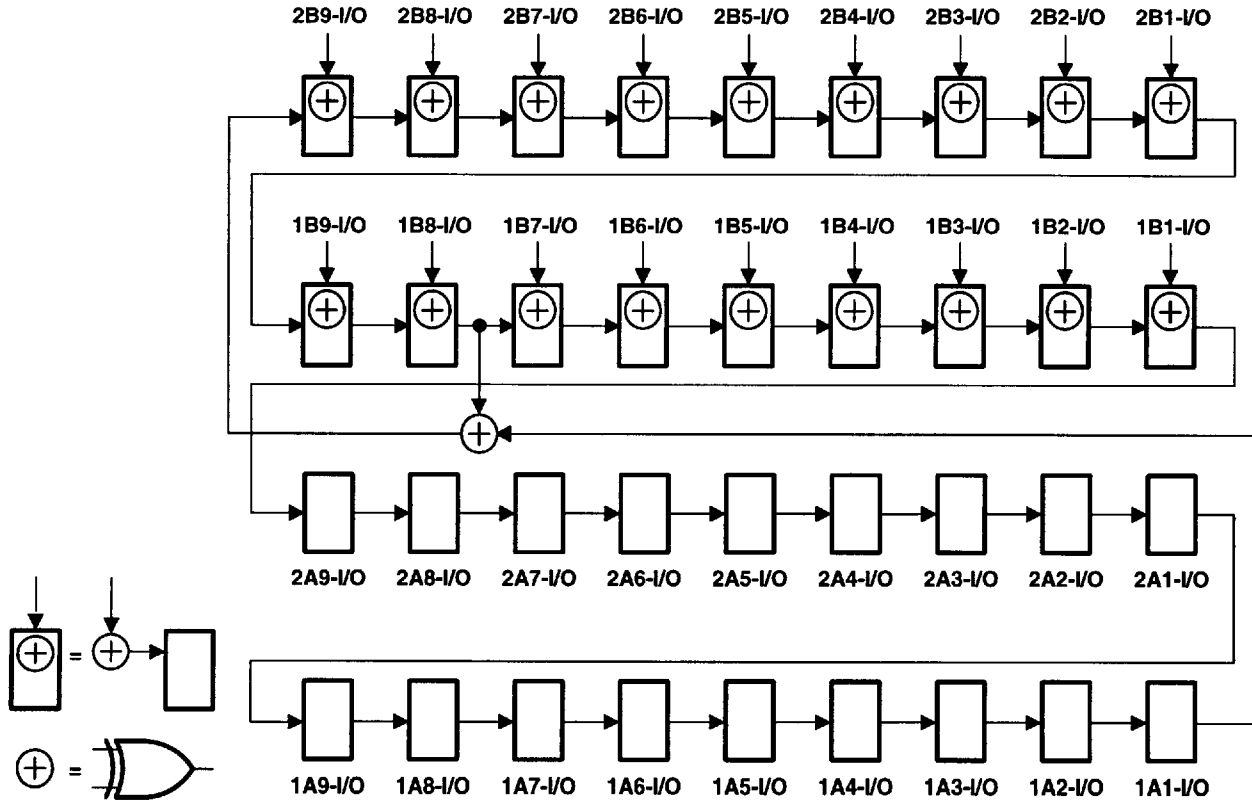 2B9-I/O 2B8-I/O 2B7-I/O 2B6-I/O 2B5-I/O 2B4-I/O 2B3-I/O 2B2-I/O 2B1-I/O
1B9-I/O 1B8-I/O 1B7-I/O 1B6-I/O 1B5-I/O 1B4-I/O 1B3-I/O 1B2-I/O 1B1-I/O
2A9-I/O 2A8-I/O 2A7-I/O 2A6-I/O 2A5-I/O 2A4-I/O 2A3-I/O 2A2-I/O 2A1-I/O
=
=
1A9-I/O 1A8-I/O 1A7-I/O 1A6-I/O 1A5-I/O 1A4-I/O 1A3-I/O 1A2-I/O 1A1-I/O